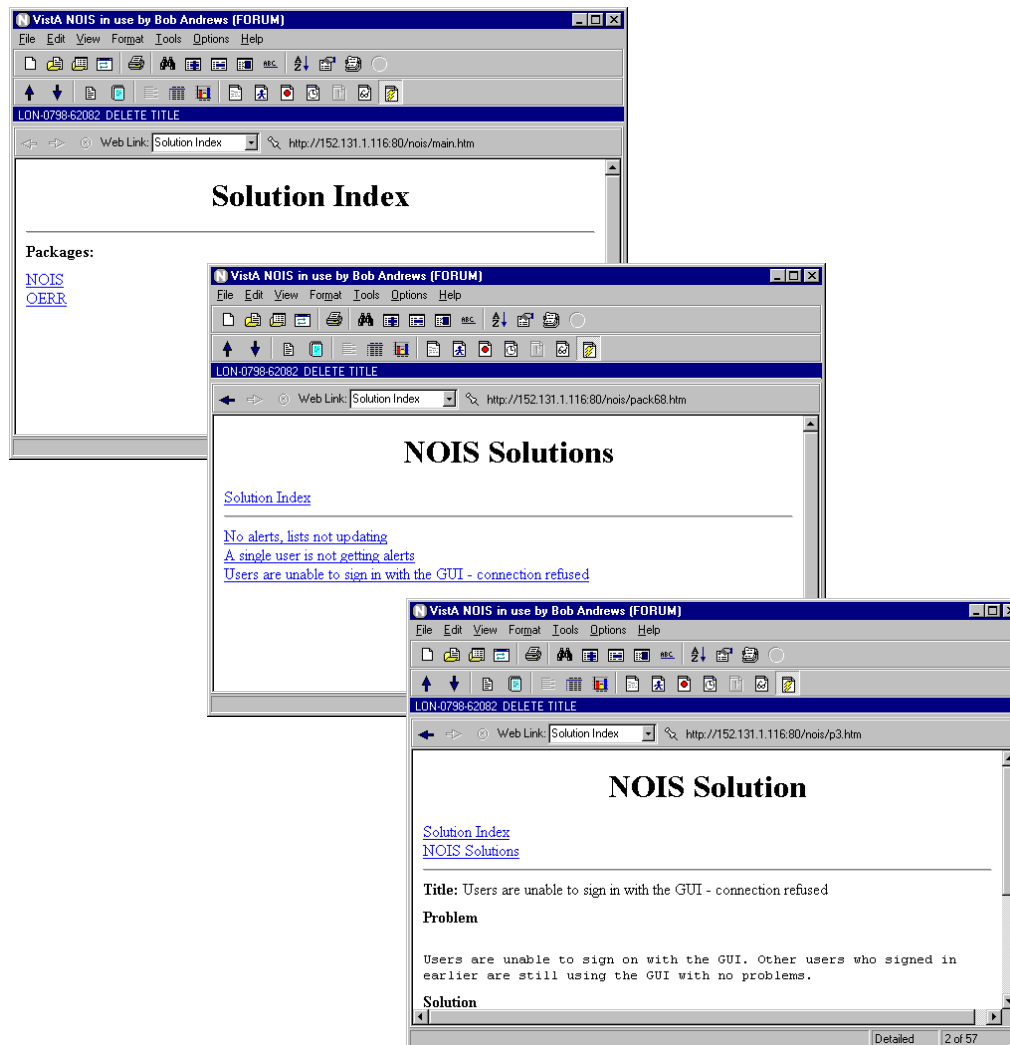 VistA NOIS in use by Bob Andrews (FORUM)
File Edit View Format Tools Options Help
ABC
LON-0798-62082 DELETE TITLE
Web Link: Solution Index http://152.131.1.116:80/nois/main.htm
Solution Index
Packages:
NOIS
OERR
VistA NOIS in use by Bob Andrews (FORUM)
File Edit View Format Tools Options Help
ABC
LON-0798-62082 DELETE TITLE
Web Link: Solution Index http://152.131.1.116:80/nois/pack68.htm
NOIS Solutions
Solution Index
No alerts, lists not updating
A single user is not getting alerts
Users are unable to sign in with the GUI - connection refused
VistA NOIS in use by Bob Andrews (FORUM)
File Edit View Format Tools Options Help
ABC
LON-0798-62082 DELETE TITLE
Web Link: Solution Index http://152.131.1.116:80/nois/p3.htm
NOIS Solution
Solution Index
NOIS Solutions
Title: Users are unable to sign in with the GUI - connection refused
Problem
Users are unable to sign on with the GUI. Other users who signed in
earlier are still using the GUI with no problems.
Solution
Detailed 2 of 57